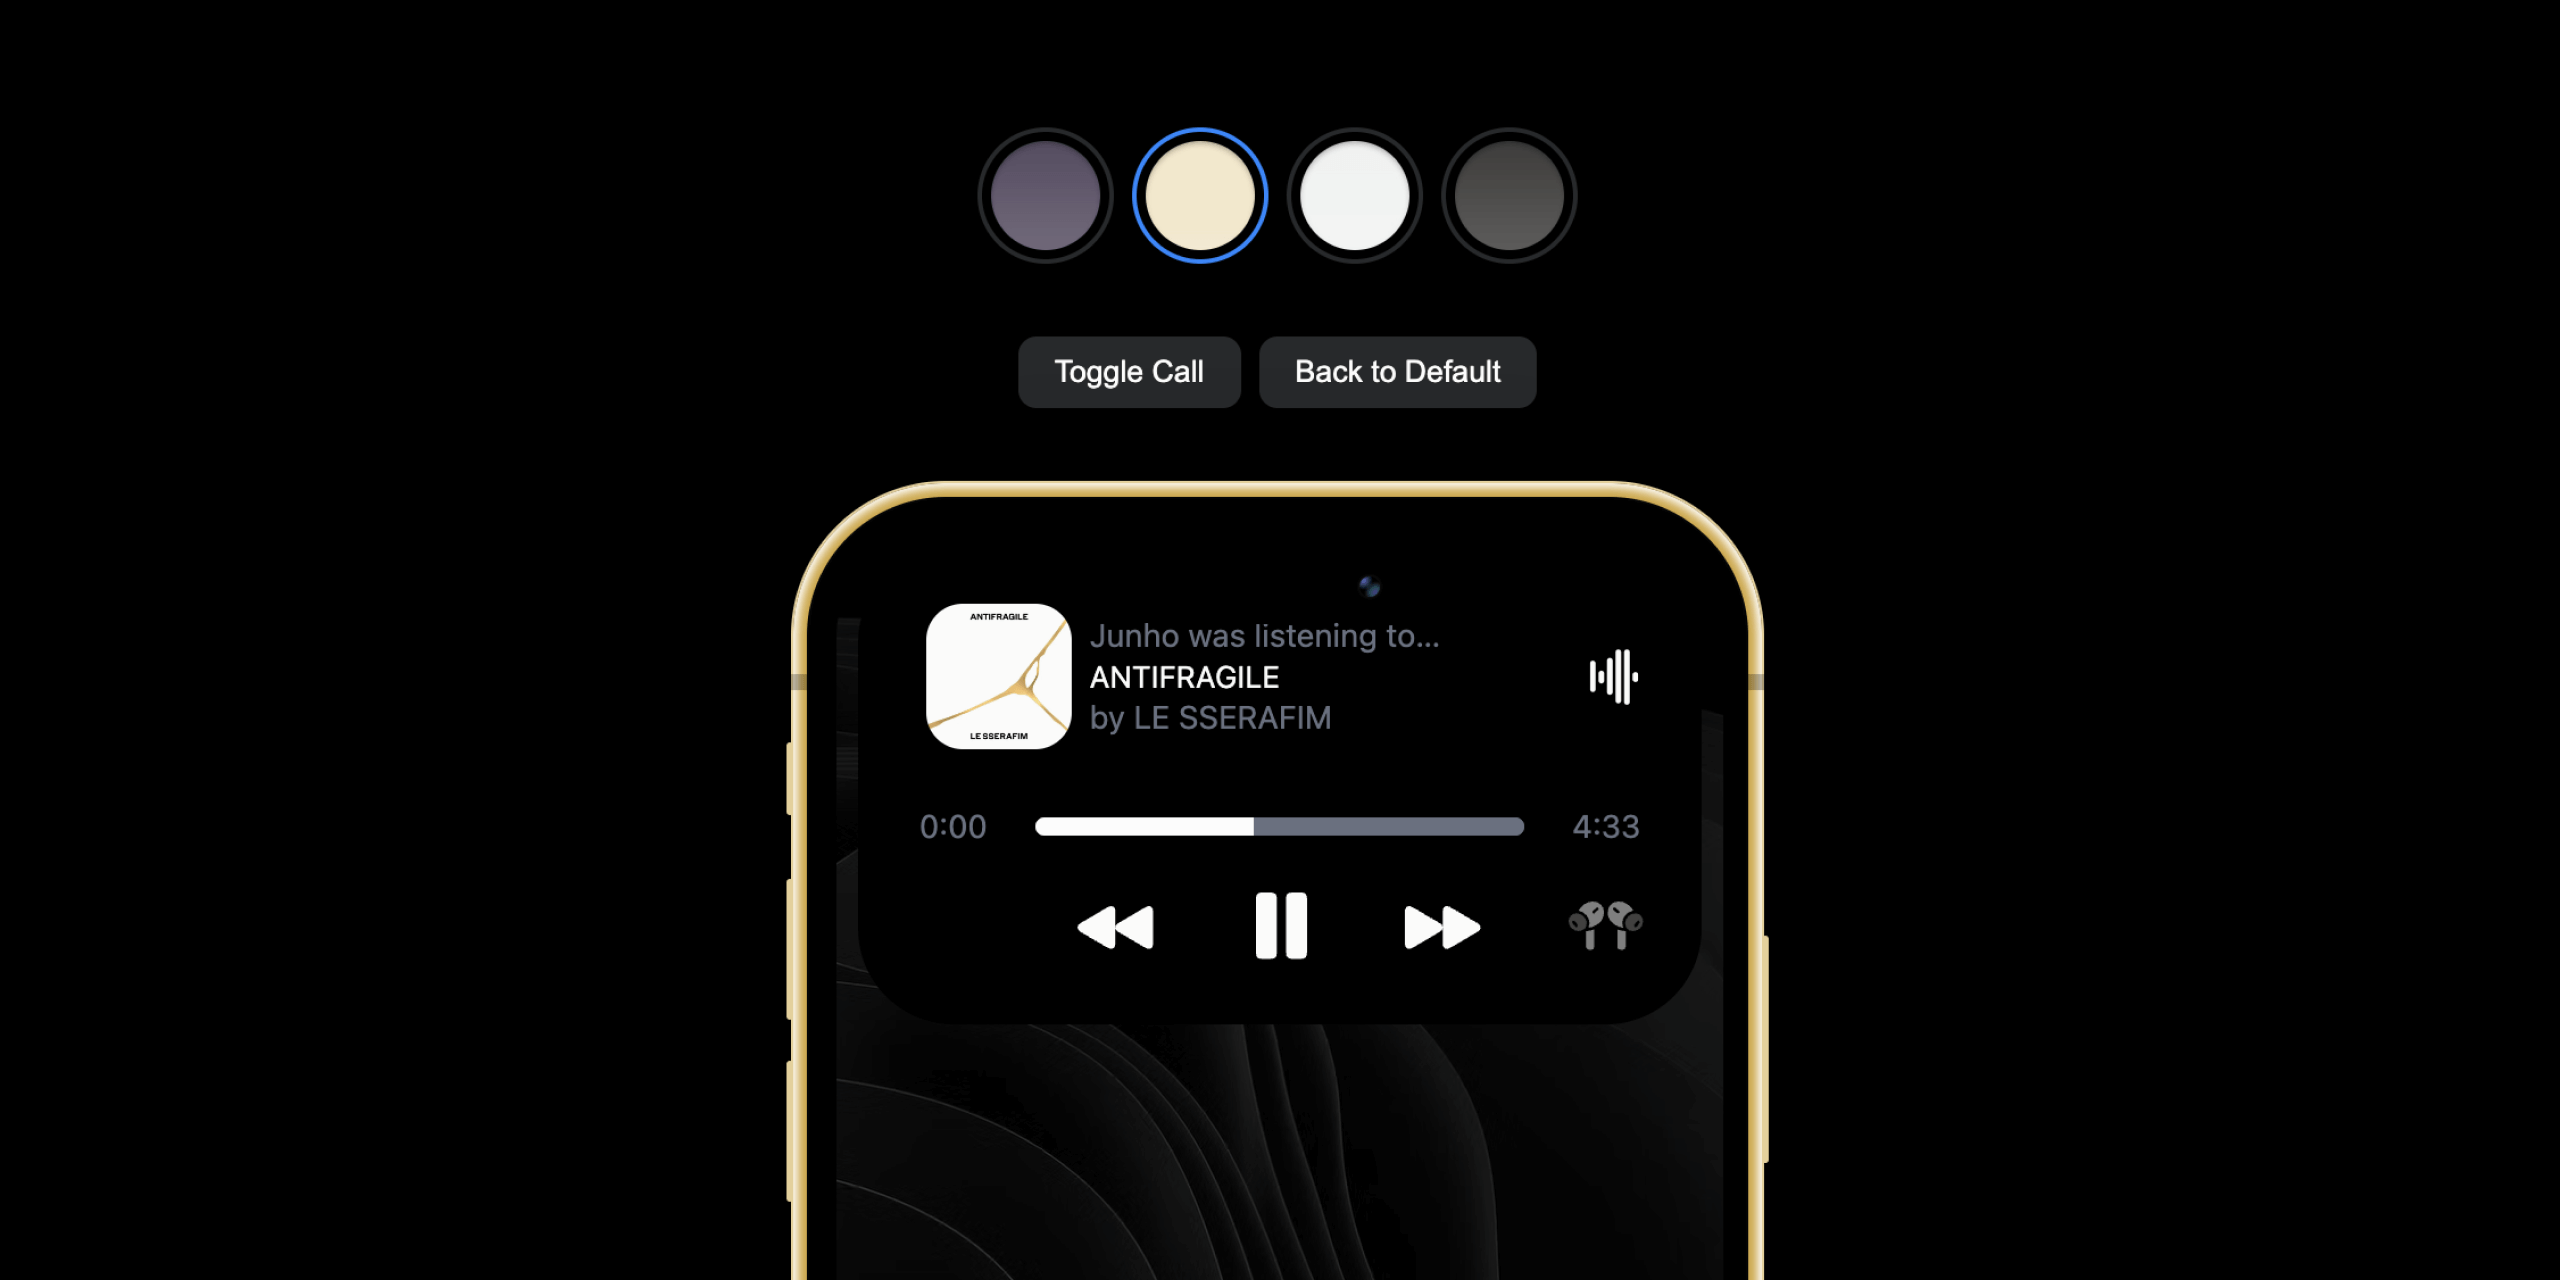 Toggle Call
Back to Default
ANTIFRAGILE
LE SSERAFIM
Junho was listening to...
ANTIFRAGILE
by LE SSERAFIM
0:00
4:33